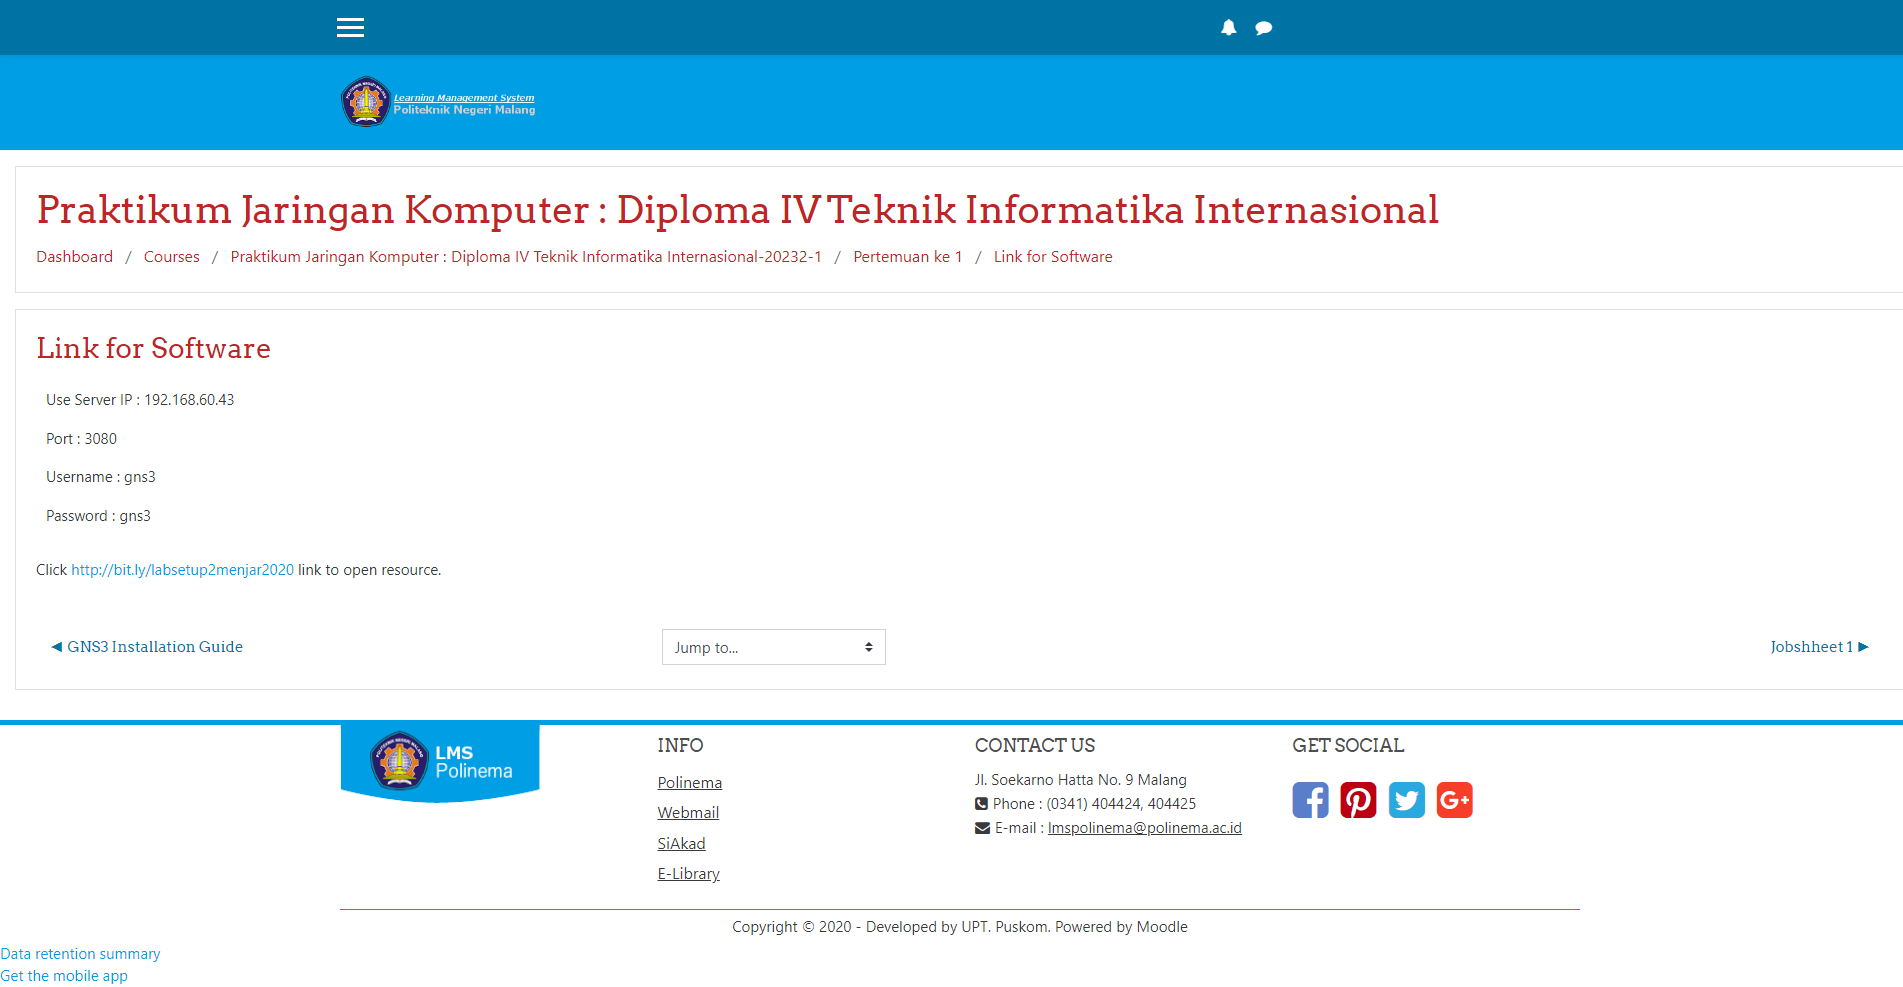 Learning Management System
Politeknik Negeri Malang
Praktikum Jaringan Komputer : Diploma IV Teknik Informatika Internasional
Dashboard / Courses / Praktikum Jaringan Komputer : Diploma IV Teknik Informatika Internasional-20232-1 / Pertemuan ke 1 / Link for Software
Link for Software
Use Server IP : 192.168.60.43
Port : 3080
Username : gns3
Password : gns3
Click http://bit.ly/labsetup2menjar2020 link to open resource.
◄ GNS3 Installation Guide
Jump to...
Jobshheet 1 ►
LMS
Polinema
INFO
Polinema
Webmail
SiAkad
E-Library
CONTACT US
Jl. Soekarno Hatta No. 9 Malang
Phone : (0341) 404424, 404425
E-mail : lmspolinema@polinema.ac.id
GET SOCIAL
Copyright © 2020 - Developed by UPT. Puskom. Powered by Moodle
Data retention summary
Get the mobile app